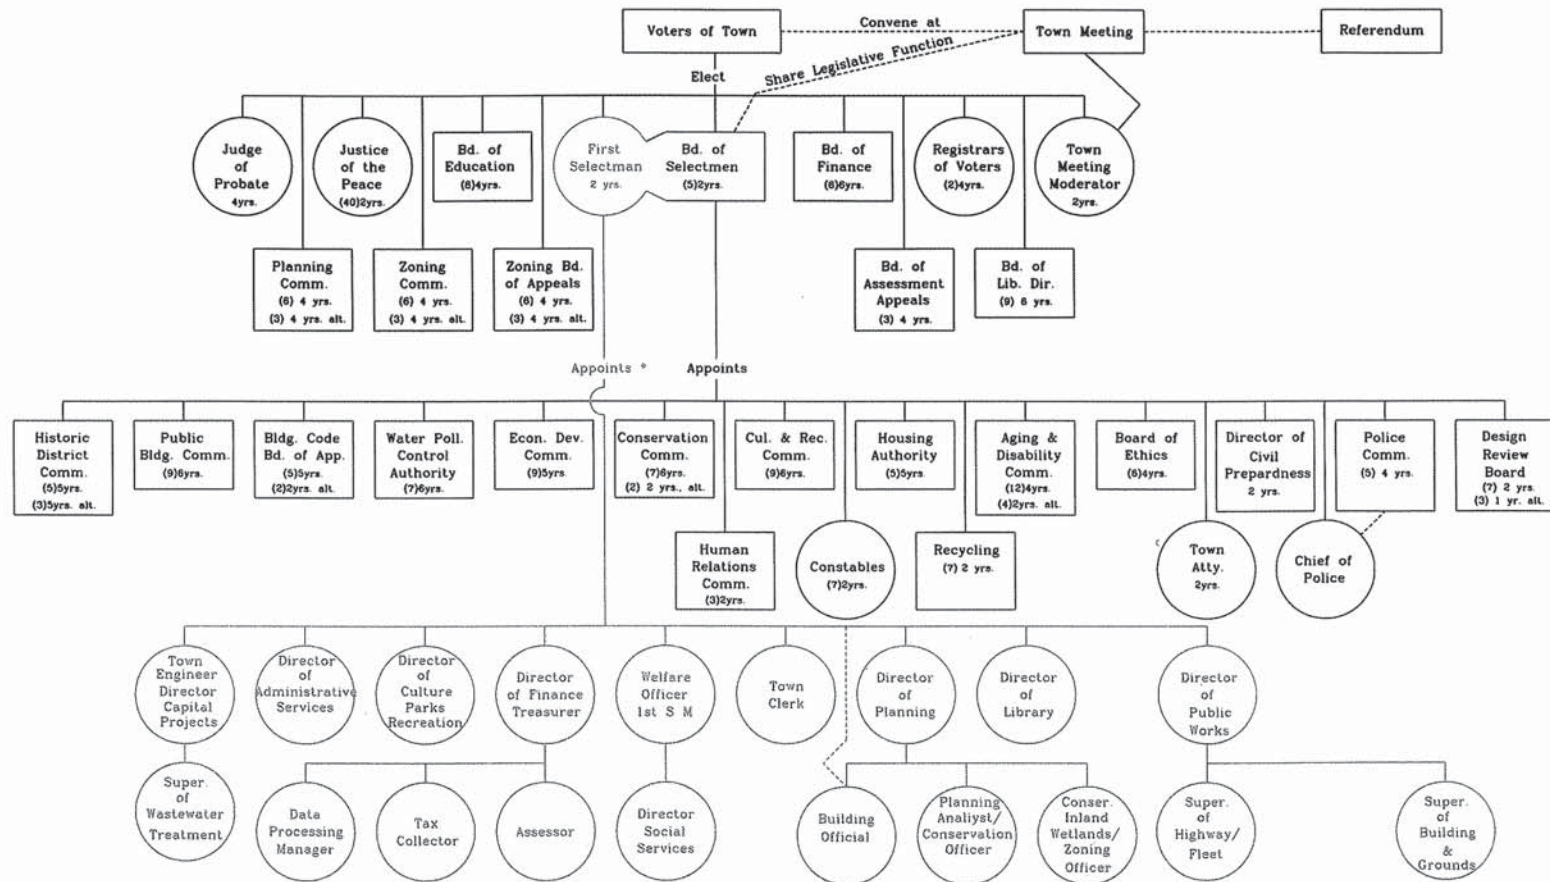 Voters of Town
Convene at
Town Meeting
Referendum
Share Legislative Function
Elect
Judge
of
Probate
4yrs.
Justice
of the
Peace
(40)2yrs.
Bd. of
Education
(8)4yrs.
First
Selectman
2 yrs.
Bd. of
Selectmen
(5)2yrs.
Bd. of
Finance
(6)6yrs.
Registrars
of Voters
(2)4yrs.
Town
Meeting
Moderator
2yrs.
Planning
Comm.
(6) 4 yrs.
(3) 4 yrs. alt.
Zoning
Comm.
(6) 4 yrs.
(3) 4 yrs. alt.
Zoning Bd.
of Appeals
(6) 4 yrs.
(3) 4 yrs. alt.
Bd. of
Assessment
Appeals
(3) 4 yrs.
Bd. of
Lib. Dir.
(9) 6 yrs.
Appoints *
Appoints
Historic
District
Comm.
(5)5yrs.
(3)5yrs. alt.
Public
Bldg. Comm.
(9)6yrs.
Bldg. Code
Bd. of App.
(5)5yrs.
(2)2yrs. alt.
Water Poll.
Control
Authority
(7)6yrs.
Econ. Dev.
Comm.
(9)5yrs.
Conservation
Comm.
(7)6yrs.
(2) 2 yrs., alt.
Cul. & Rec.
Comm.
(9)6yrs.
Housing
Authority
(5)5yrs.
Aging &
Disability
Comm.
(12)4yrs.
(4)2yrs. alt.
Board of
Ethics
(6)4yrs.
Director of
Civil
Prepardness
2 yrs.
Police
Comm.
(5) 4 yrs.
Design
Review
Board
(7) 2 yrs.
(3) 1 yr. alt.
Human
Relations
Comm.
(3)2yrs.
Constables
(7)2yrs.
Recycling
(7) 2 yrs.
Town
Atty.
2yrs.
Chief of
Police
Town
Engineer
Director
Capital
Projects
Director
of
Administrative
Services
Director
of
Culture
Parks
Recreation
Director
of Finance
Treasurer
Welfare
Officer
1st S M
Town
Clerk
Director
of
Planning
Director
of
Library
Director
of
Public
Works
Super.
of
Wastewater
Treatment
Data
Processing
Manager
Tax
Collector
Assessor
Director
Social
Services
Building
Official
Planning
Analyst/
Conservation
Officer
Conser.
Inland
Wetlands/
Zoning
Officer
Super.
of
Highway/
Fleet
Super.
of
Building
&
Grounds